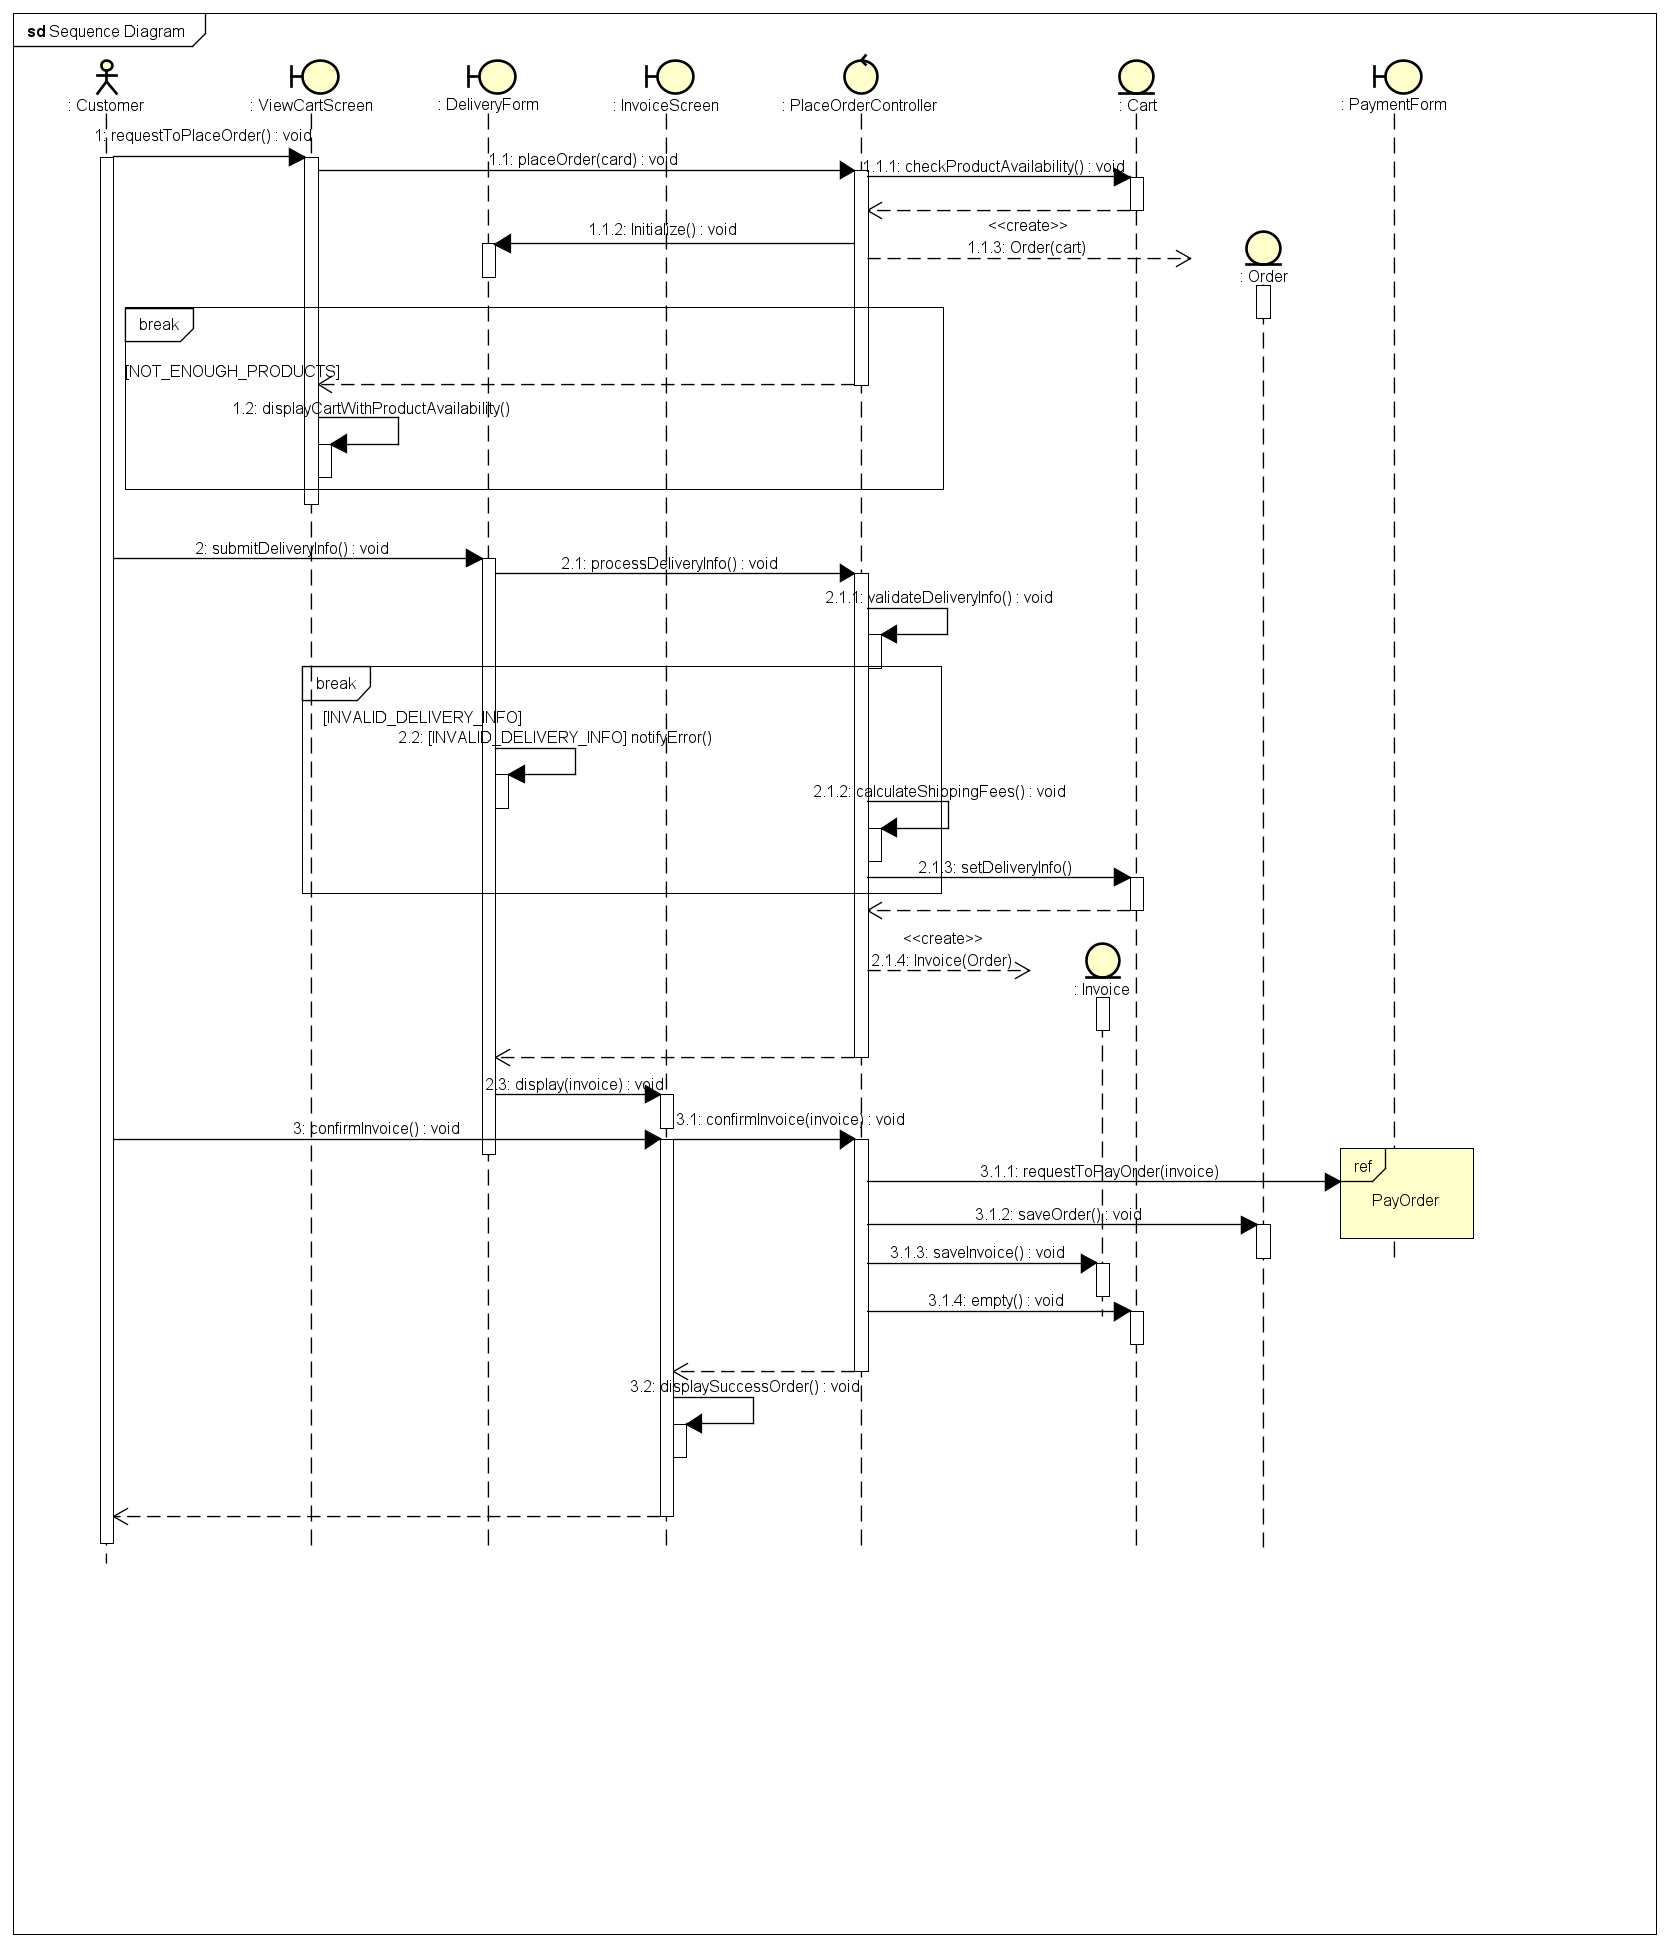 sd Sequence Diagram
: Customer
: ViewCartScreen
: DeliveryForm
: InvoiceScreen
: PlaceOrderController
: Cart
: PaymentForm
1: requestToPlaceOrder() : void
1.1: placeOrder(card) : void
1.1.1: checkProductAvailability() : void
1.1.2: Initialize() : void
<<create>>
1.1.3: Order(cart)
: Order
break
[NOT_ENOUGH_PRODUCTS]
1.2: displayCartWithProductAvailability()
2: submitDeliveryInfo() : void
2.1: processDeliveryInfo() : void
2.1.1: validateDeliveryInfo() : void
break
[INVALID_DELIVERY_INFO]
2.2: [INVALID_DELIVERY_INFO] notifyError()
2.1.2: calculateShippingFees() : void
2.1.3: setDeliveryInfo()
<<create>>
2.1.4: Invoice(Order)
: Invoice
2.3: display(invoice) : void
3: confirmInvoice() : void
3.1: confirmInvoice(invoice) : void
ref
PayOrder
3.1.1: requestToPayOrder(invoice)
3.1.2: saveOrder() : void
3.1.3: saveInvoice() : void
3.1.4: empty() : void
3.2: displaySuccessOrder() : void